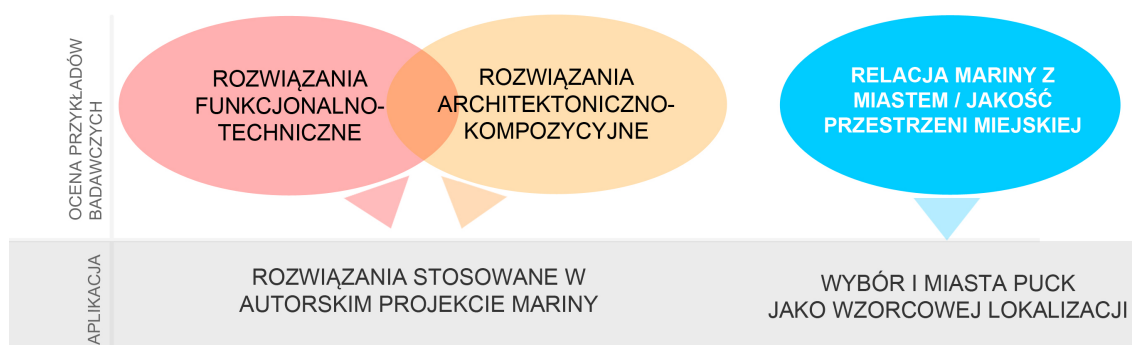 OCENA PRZYKŁADÓW
BADAWCZYCH
ROZWIĄZANIA
FUNKCJONALNO-
TECHNICZNE
ROZWIĄZANIA
ARCHITEKTONICZNO-
KOMPOZYCYJNE
RELACJA MARINY Z
MIASTEM / JAKOŚĆ
PRZESTRZENI MIEJSKIEJ
APLIKACJA
ROZWIĄZANIA STOSOWANE W
AUTORSKIM PROJEKCIE MARINY
WYBÓR I MIASTA PUCK
JAKO WZORCOWEJ LOKALIZACJI